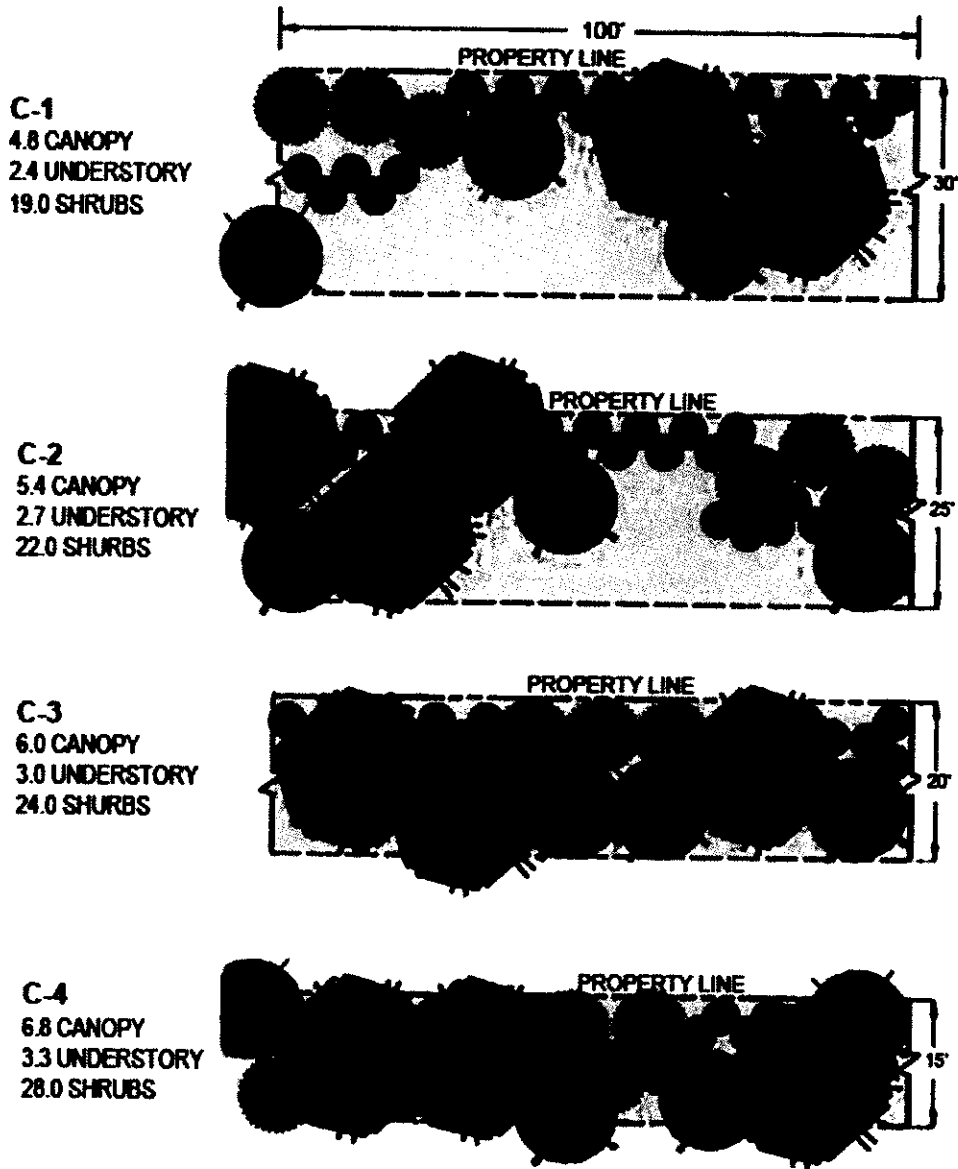 100'
PROPERTY LINE
C-1
4.8 CANOPY
2.4 UNDERSTORY
19.0 SHRUBS
30'
PROPERTY LINE
C-2
5.4 CANOPY
2.7 UNDERSTORY
22.0 SHURBS
25'
PROPERTY LINE
C-3
6.0 CANOPY
3.0 UNDERSTORY
24.0 SHURBS
20'
PROPERTY LINE
C-4
6.8 CANOPY
3.3 UNDERSTORY
28.0 SHRUBS
15'